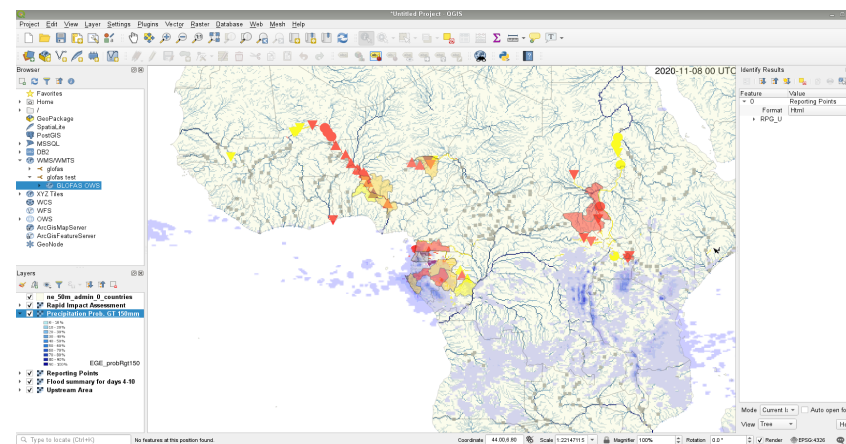 *Untitled Project - QGIS
Project Edit View Layer Settings Plugins Vector Raster Database Web Mesh Help
Browser
Favorites
Home
/
GeoPackage
SpatiaLite
PostGIS
MSSQL
DB2
WMS/WMTS
glofas
glofas test
GLOFAS-OWS
XYZ Tiles
WCS
WFS
OWS
ArcGisMapServer
ArcGisFeatureServer
GeoNode
Layers
ne_50m_admin_0_countries
Rapid Impact Assessment
Precipitation Prob. GT 150mm
EGE_probRgt150
Reporting Points
Flood summary for days 4-10
Upstream Area
2020-11-08 00 UTC
Identify Results
Feature Value
0 Reporting Points
Format Html
RPG_U
Mode Current l Auto open fo
View Tree He
Type to locate (Ctrl+K) No features at this position found. Coordinate 44.00,6.80 Scale 1:22147115 Magnifier 100% Rotation 0.0° Render EPSG:4326